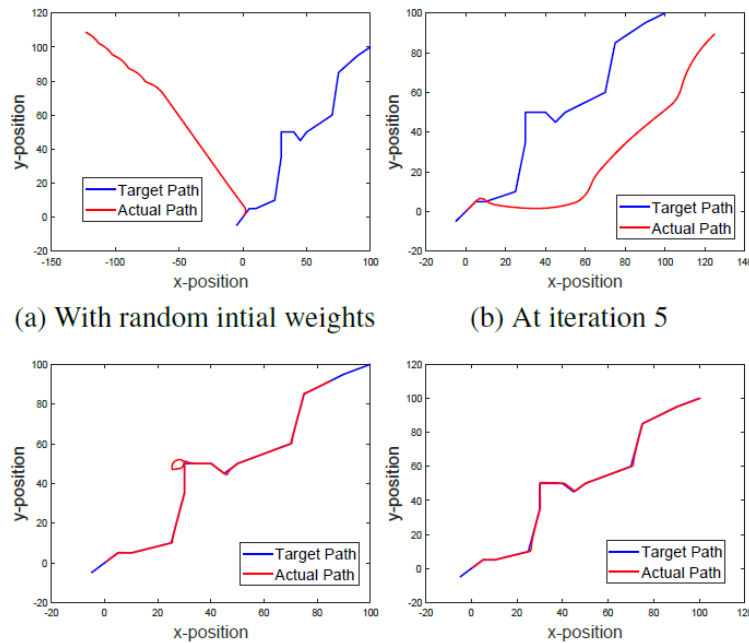 120
100
80
60
40
20
0
-20
-150 -100 -50 0 50 100
y-position
x-position
Target Path
Actual Path
100
80
60
40
20
0
-20
-20 0 20 40 60 80 100 120 140
y-position
x-position
Target Path
Actual Path
(a) With random intial weights
(b) At iteration 5
100
80
60
40
20
0
-20
-20 0 20 40 60 80 100
y-position
x-position
Target Path
Actual Path
120
100
80
60
40
20
0
-20
-20 0 20 40 60 80 100 120
y-position
x-position
Target Path
Actual Path